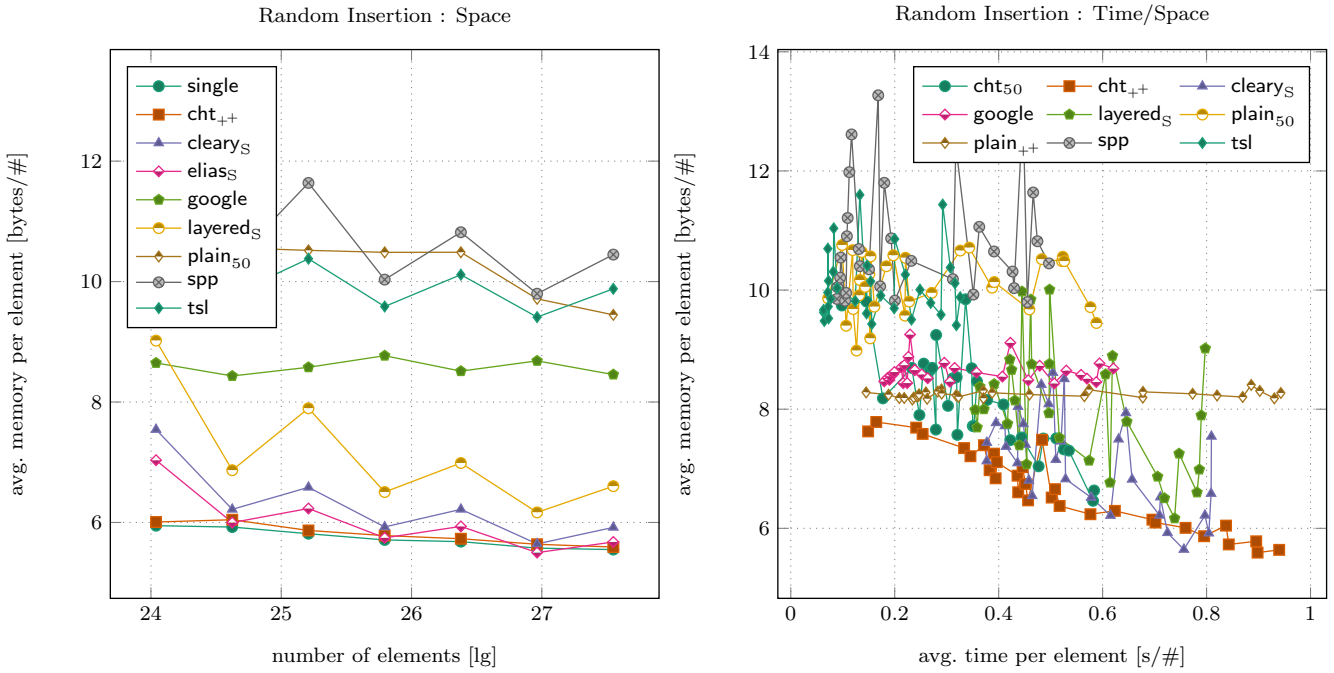 Random Insertion : Space
avg. memory per element [bytes/#]
12
10
8
6
24
25
26
27
number of elements [lg]
single
cht++
clearyS
eliasS
google
layeredS
plain50
spp
tsl
Random Insertion : Time/Space
avg. memory per element [bytes/#]
14
12
10
8
6
0
0.2
0.4
0.6
0.8
1
avg. time per element [s/#]
cht50 cht++ clearyS
google layeredS plain50
plain++ spp tsl